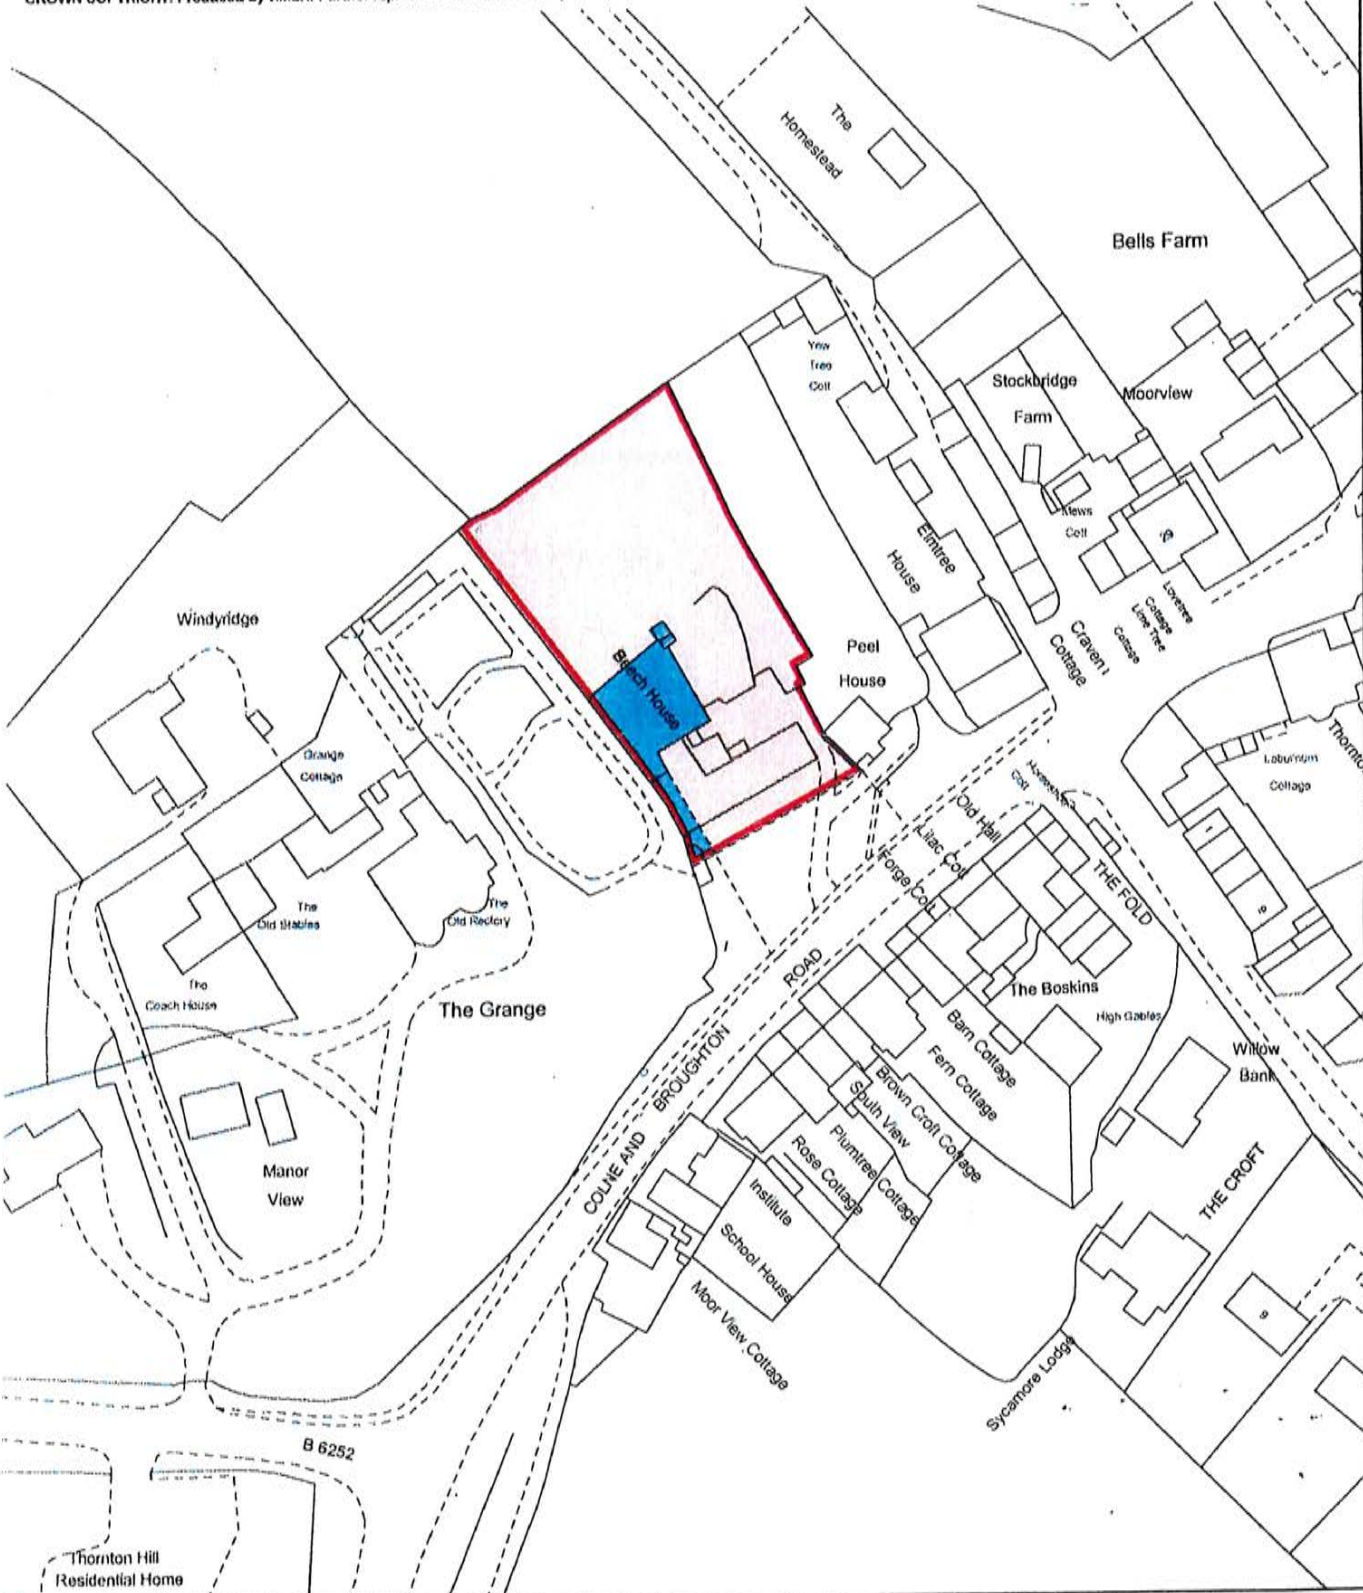 The
Homestead
Bells Farm
Yew
Tree
Cott
Stockbridge
Farm
Moorview
Mews
Cott
Elmtree
House
Lovetree
Cottage
Lime Tree
Cottage
Craven
Cottage
Peel
House
Beech House
Windyridge
Grange
Cottage
Laburnum
Cottage
Old Hall
Lilac Cott
Forge Cott
THE FOLD
The
Old Stables
The
Old Rectory
The
Coach House
The Grange
COLNE AND BROUGHTON ROAD
The Boskins
High Gables
Barn Cottage
Fern Cottage
Brown Croft Cottage
South View
Plumtree Cottage
Rose Cottage
Institute
School House
Moor View Cottage
Willow
Bank
THE CROFT
Sycamore Lodge
9
Manor
View
B 6252
Thornton Hill
Residential Home